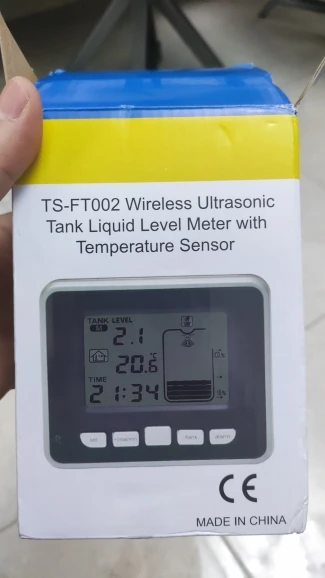 TS-FT002 Wireless Ultrasonic
Tank Liquid Level Meter with
Temperature Sensor
TANK LEVEL
M
2.1
20.6 °C
TIME
21:34
CE
MADE IN CHINA